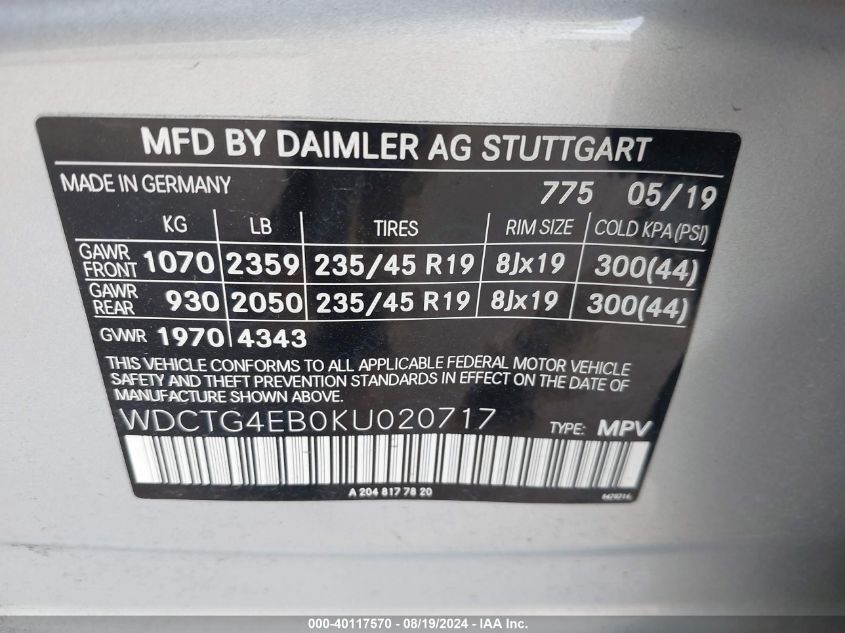 MFD BY DAIMLER AG STUTTGART
MADE IN GERMANY 775 05/19
KG LB TIRES RIM SIZE COLD KPA (PSI)
GAWR FRONT 1070 2359 235/45 R19 8Jx19 300(44)
GAWR REAR 930 2050 235/45 R19 8Jx19 300(44)
GVWR 1970 4343
THIS VEHICLE CONFORMS TO ALL APPLICABLE FEDERAL MOTOR VEHICLE
SAFETY AND THEFT PREVENTION STANDARDS IN EFFECT ON THE DATE OF
MANUFACTURE SHOWN ABOVE.
WDCTG4EB0KU020717 TYPE: MPV
A 204 817 78 20
000-40117570 - 08/19/2024 - IAA Inc.